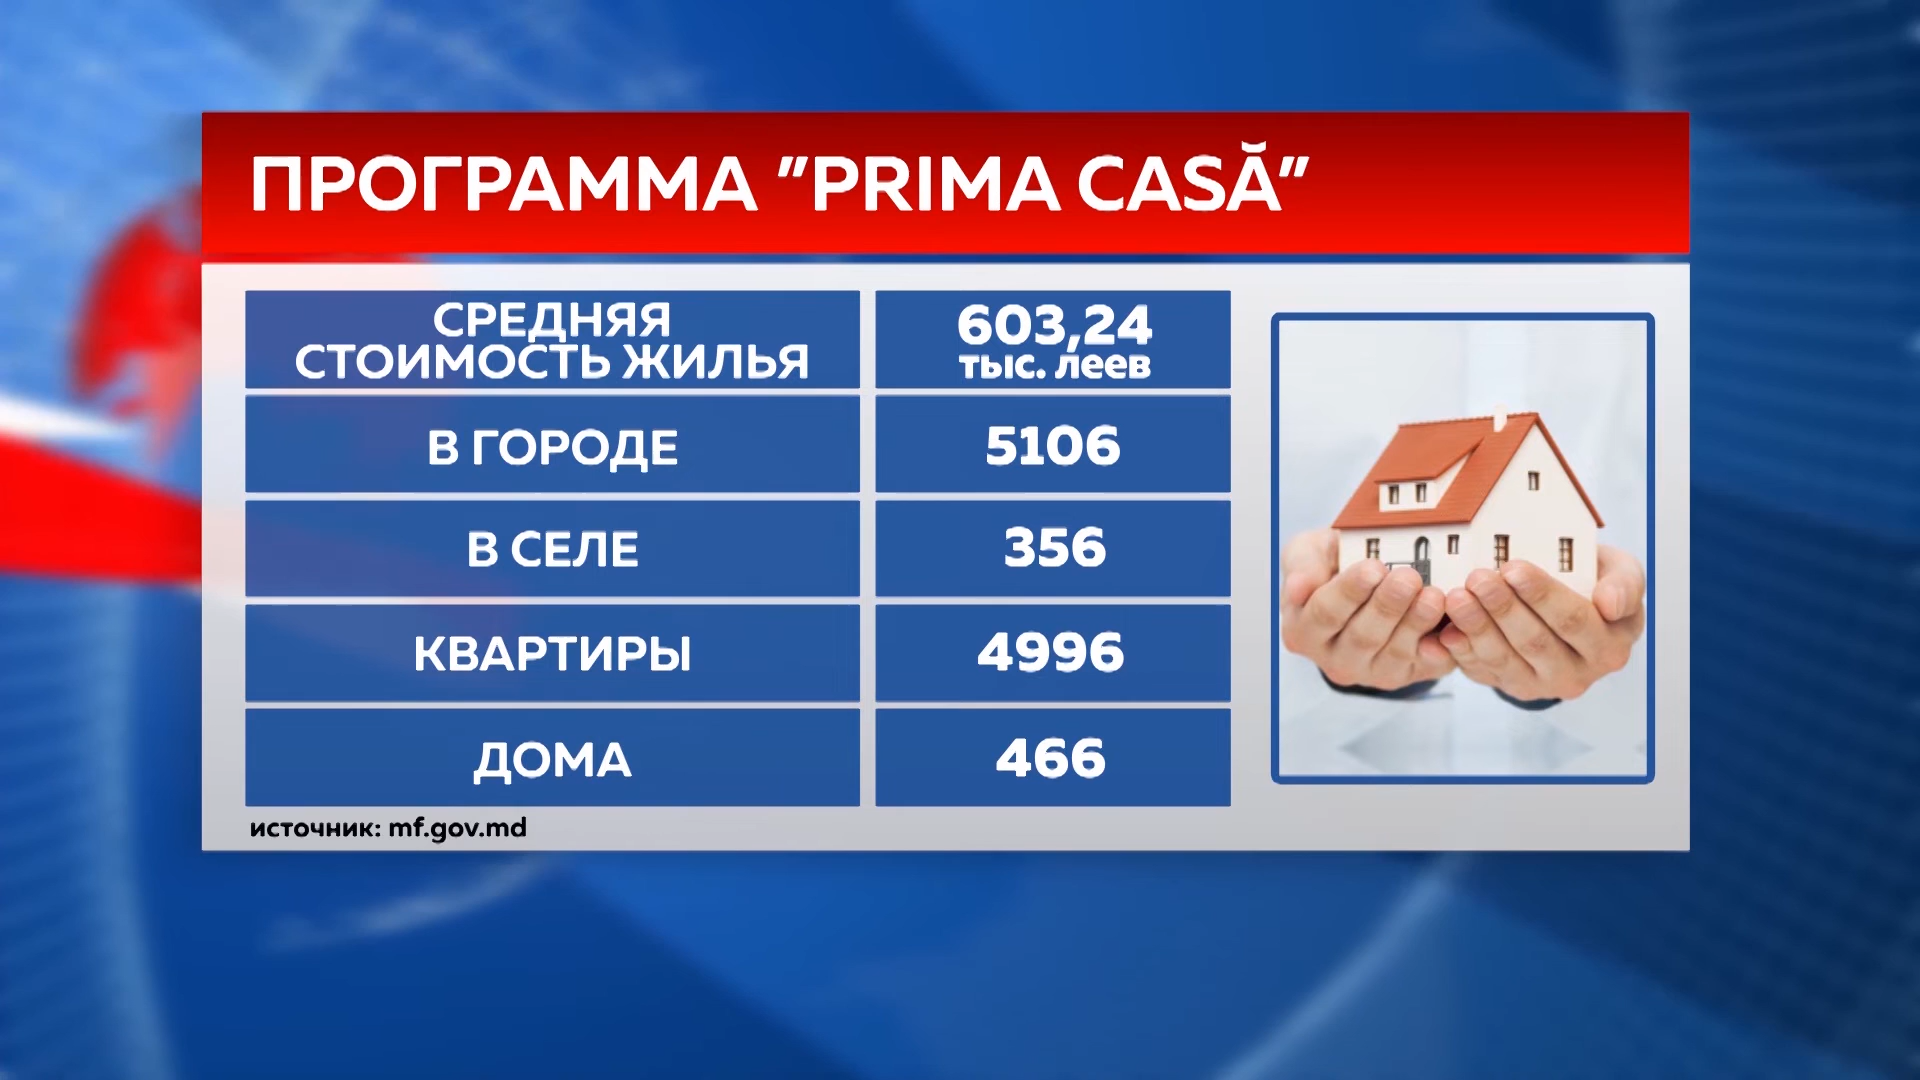 ПРОГРАММА "PRIMA CASĂ"
СРЕДНЯЯ
СТОИМОСТЬ ЖИЛЬЯ
603,24
тыс. леев
В ГОРОДЕ
5106
В СЕЛЕ
356
КВАРТИРЫ
4996
ДОМА
466
источник: mf.gov.md